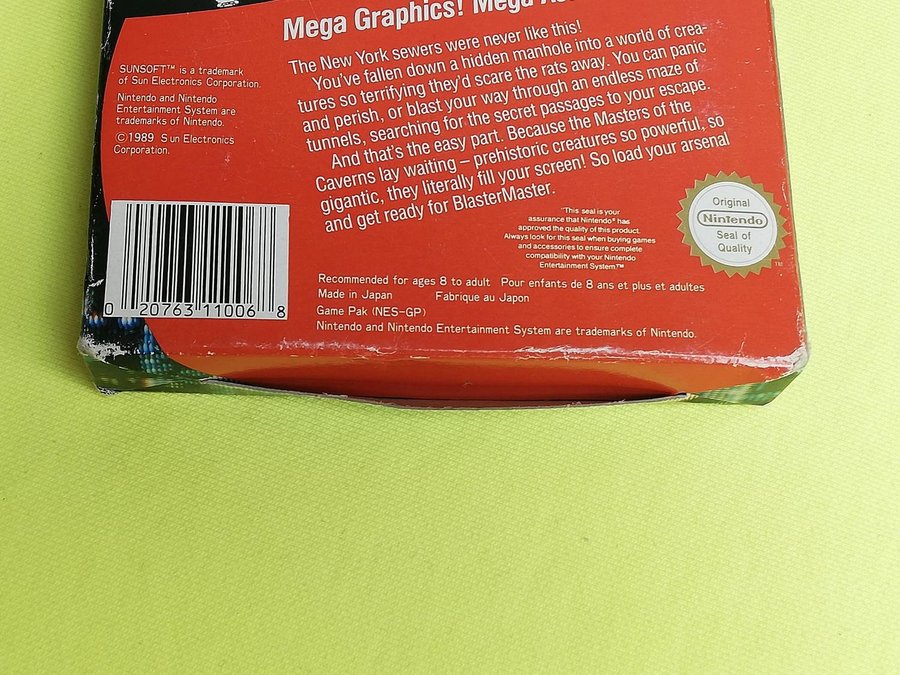 Mega Graphics! Mega
The New York sewers were never like this!
You've fallen down a hidden manhole into a world of crea-
tures so terrifying they'd scare the rats away. You can panic
and perish, or blast your way through an endless maze of
tunnels, searching for the secret passages to your escape.
And that's the easy part. Because the Masters of the
Caverns lay waiting – prehistoric creatures so powerful, so
gigantic, they literally fill your screen! So load your arsenal
and get ready for BlasterMaster.
SUNSOFT™ is a trademark
of Sun Electronics Corporation.
Nintendo and Nintendo
Entertainment System are
trademarks of Nintendo.
©1989 Sun Electronics
Corporation.
0 20763 11006 8
"This seal is your
assurance that Nintendo® has
approved the quality of this product.
Always look for this seal when buying games
and accessories to ensure complete
compatibility with your Nintendo
Entertainment System."™
Original
Nintendo
Seal of
Quality
TM
Recommended for ages 8 to adult Pour enfants de 8 ans et plus et adultes
Made in Japan Fabrique au Japon
Game Pak (NES-GP)
Nintendo and Nintendo Entertainment System are trademarks of Nintendo.